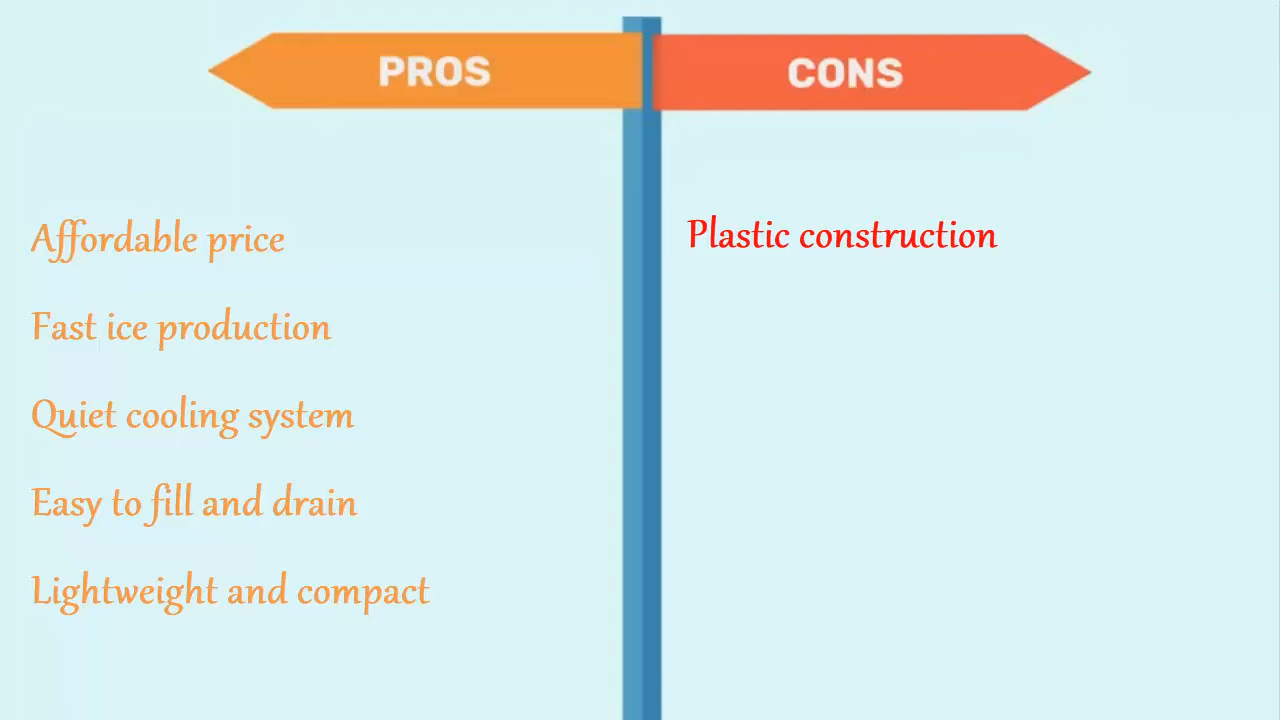 PROS
CONS
Affordable price
Fast ice production
Quiet cooling system
Easy to fill and drain
Lightweight and compact
Plastic construction